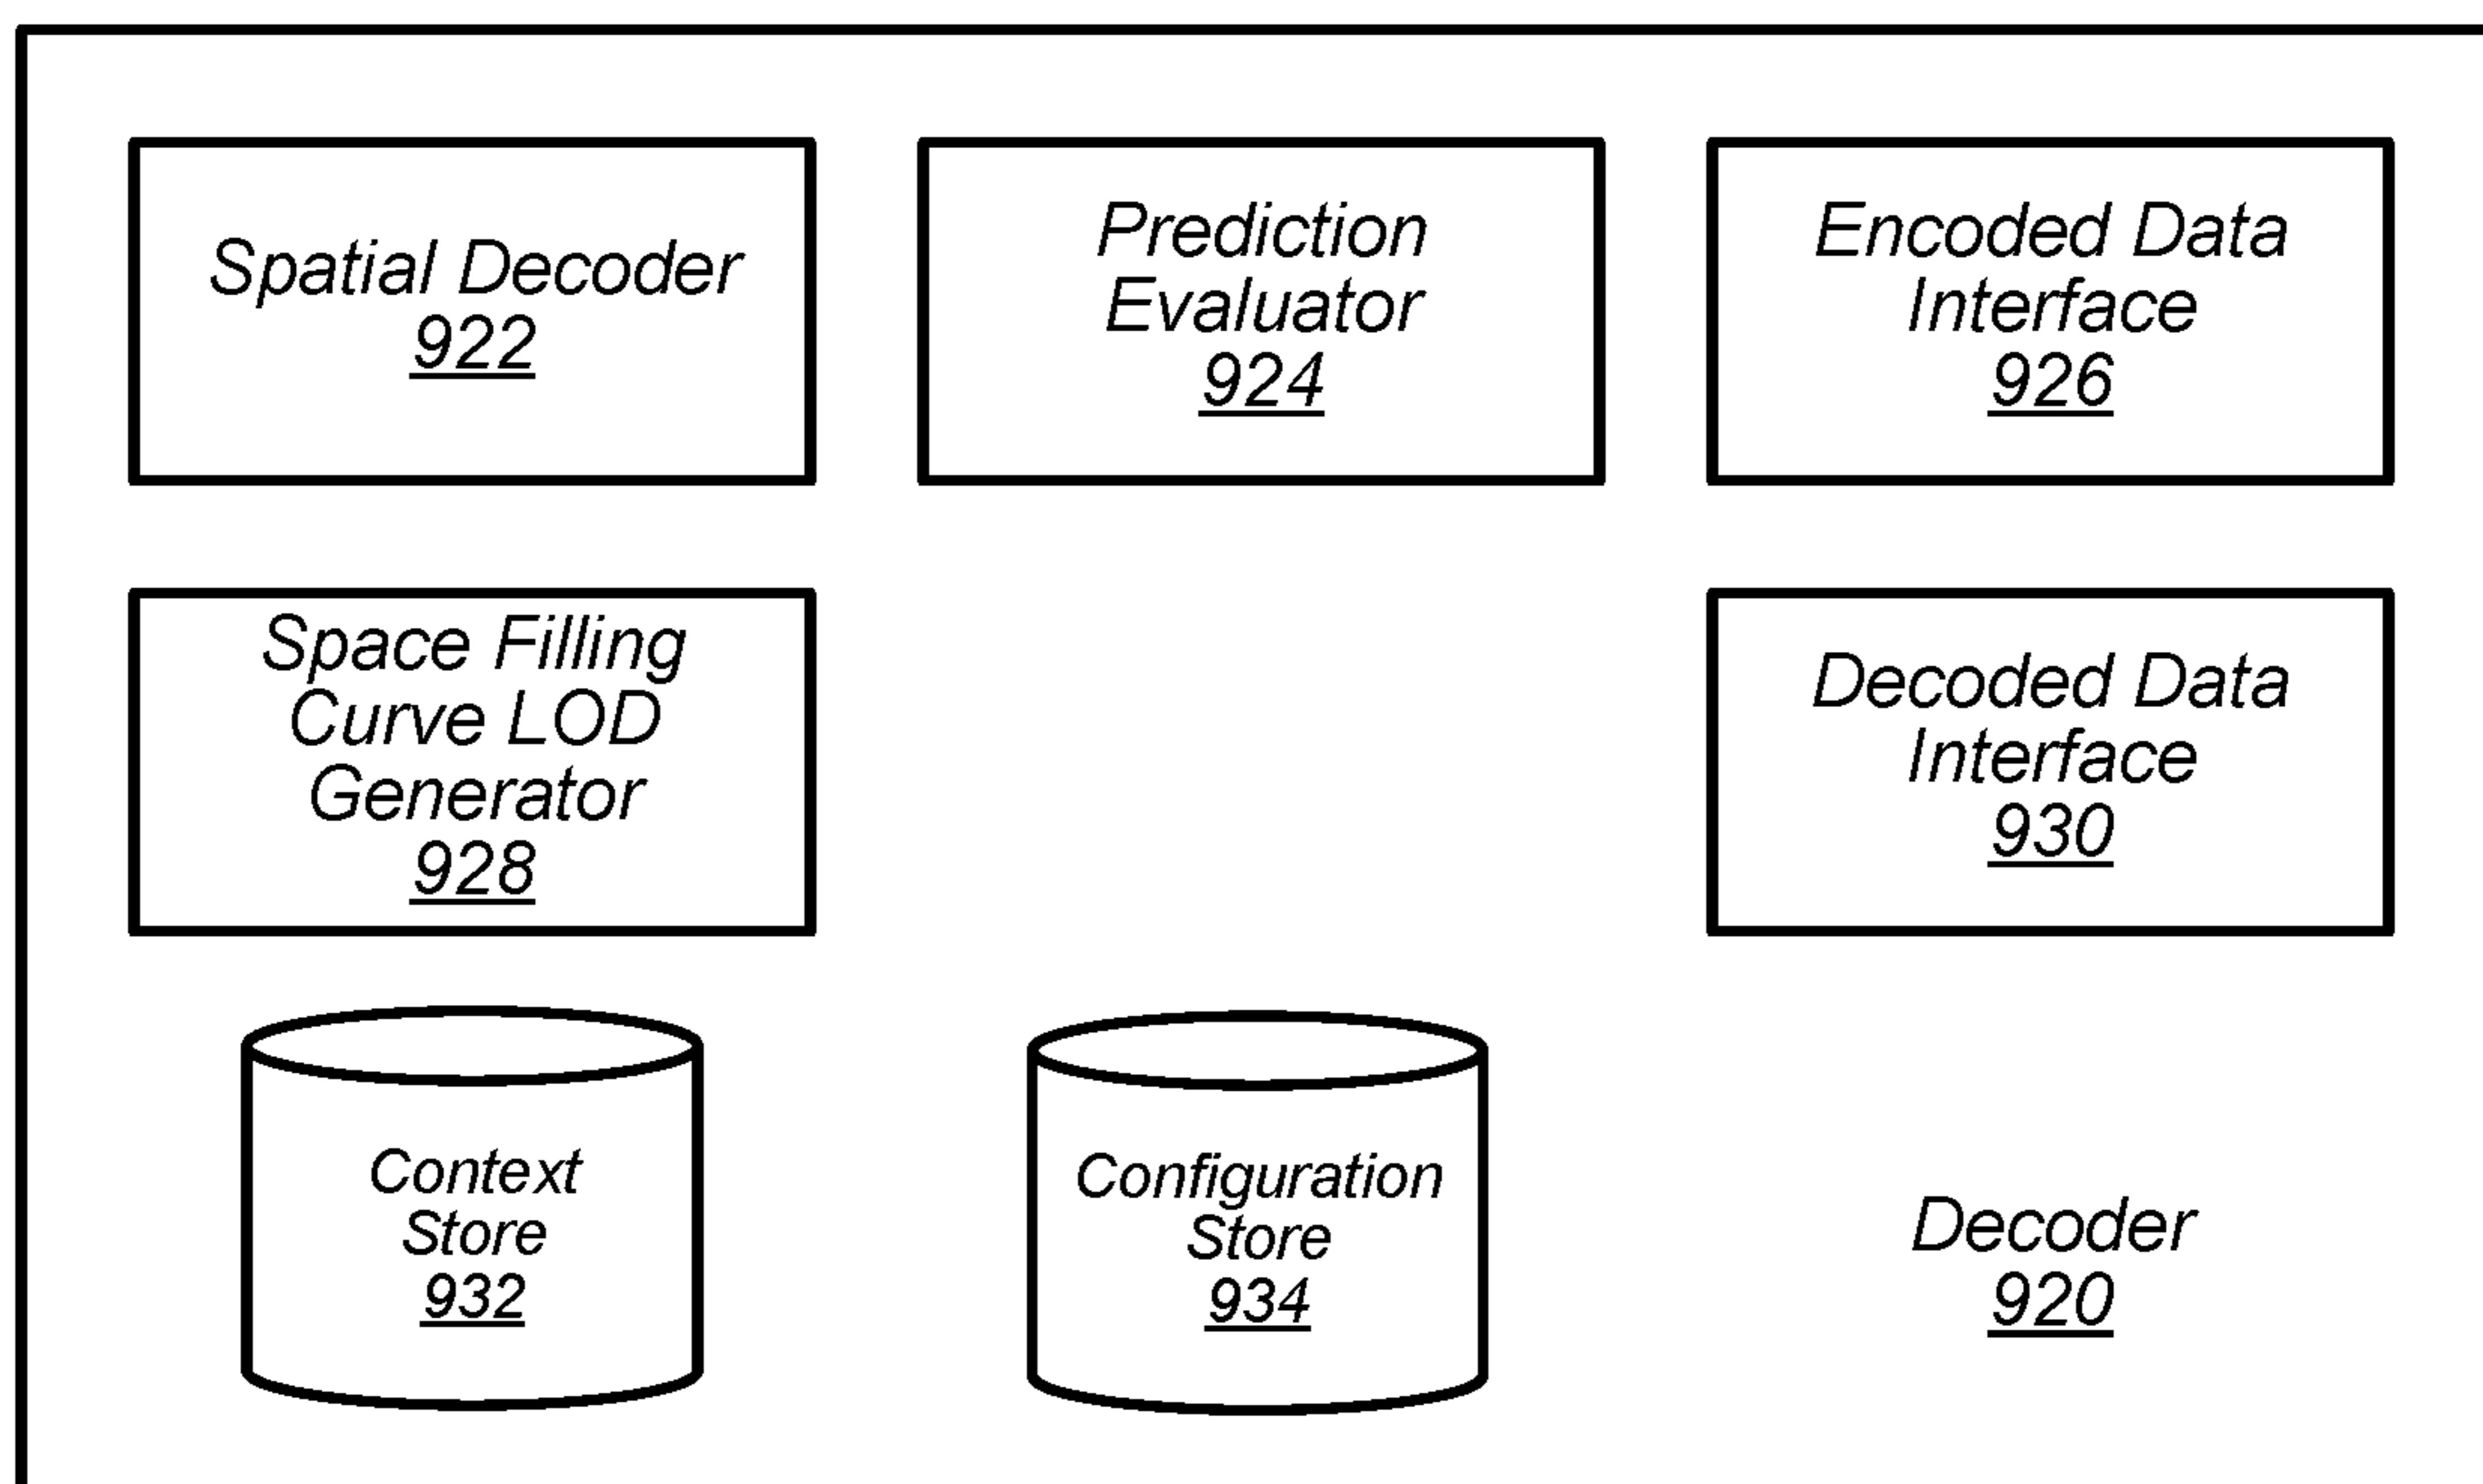 Spatial Decoder
922
Prediction
Evaluator
924
Encoded Data
Interface
926
Space Filling
Curve LOD
Generator
928
Decoded Data
Interface
930
Context
Store
932
Configuration
Store
934
Decoder
920